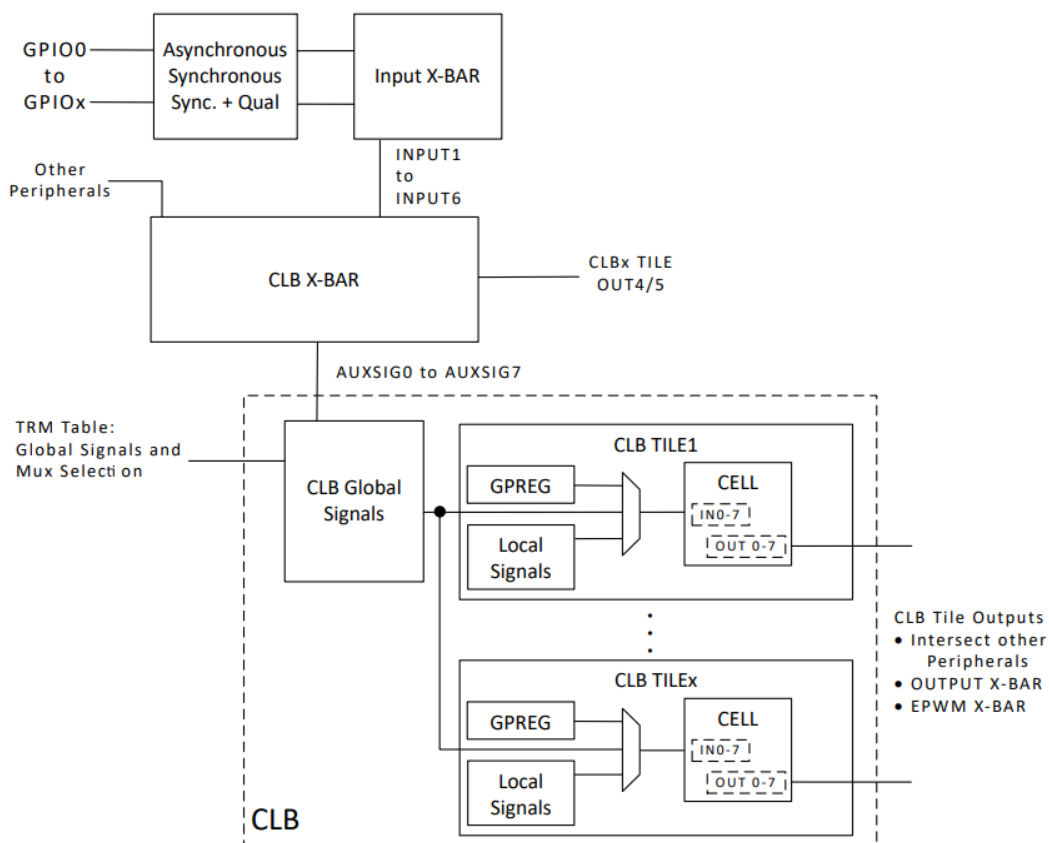 GPIO0
to
GPIOx
Asynchronous
Synchronous
Sync. + Qual
Input X-BAR
Other
Peripherals
INPUT1
to
INPUT6
CLB X-BAR
CLBx TILE
OUT4/5
AUXSIG0 to AUXSIG7
TRM Table:
Global Signals and
Mux Selection
CLB Global
Signals
CLB TILE1
GPREG
Local
Signals
CELL
IN0-7
OUT 0-7
CLB TILEx
GPREG
Local
Signals
CELL
IN0-7
OUT 0-7
CLB Tile Outputs
• Intersect other
Peripherals
• OUTPUT X-BAR
• EPWM X-BAR
CLB